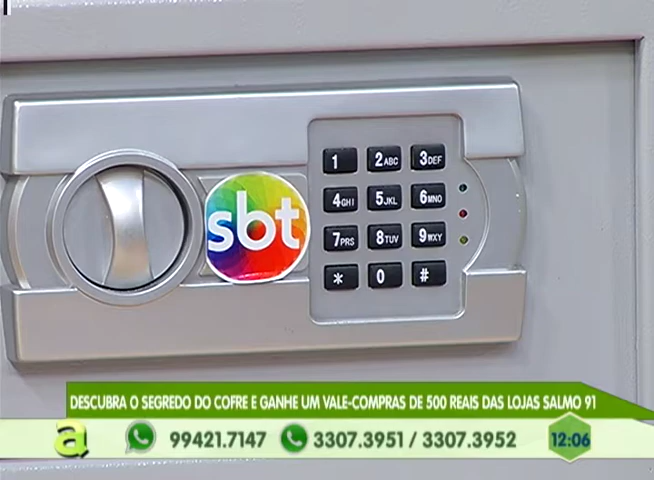 1 2ABC 3DEF
4GHI 5JKL 6MNO
sbt
7PRS 8TUV 9WXY
* 0 #
DESCUBRA O SEGREDO DO COFRE E GANHE UM VALE-COMPRAS DE 500 REAIS DAS LOJAS SALMO 91
a 99421.7147 3307.3951 / 3307.3952 12:06